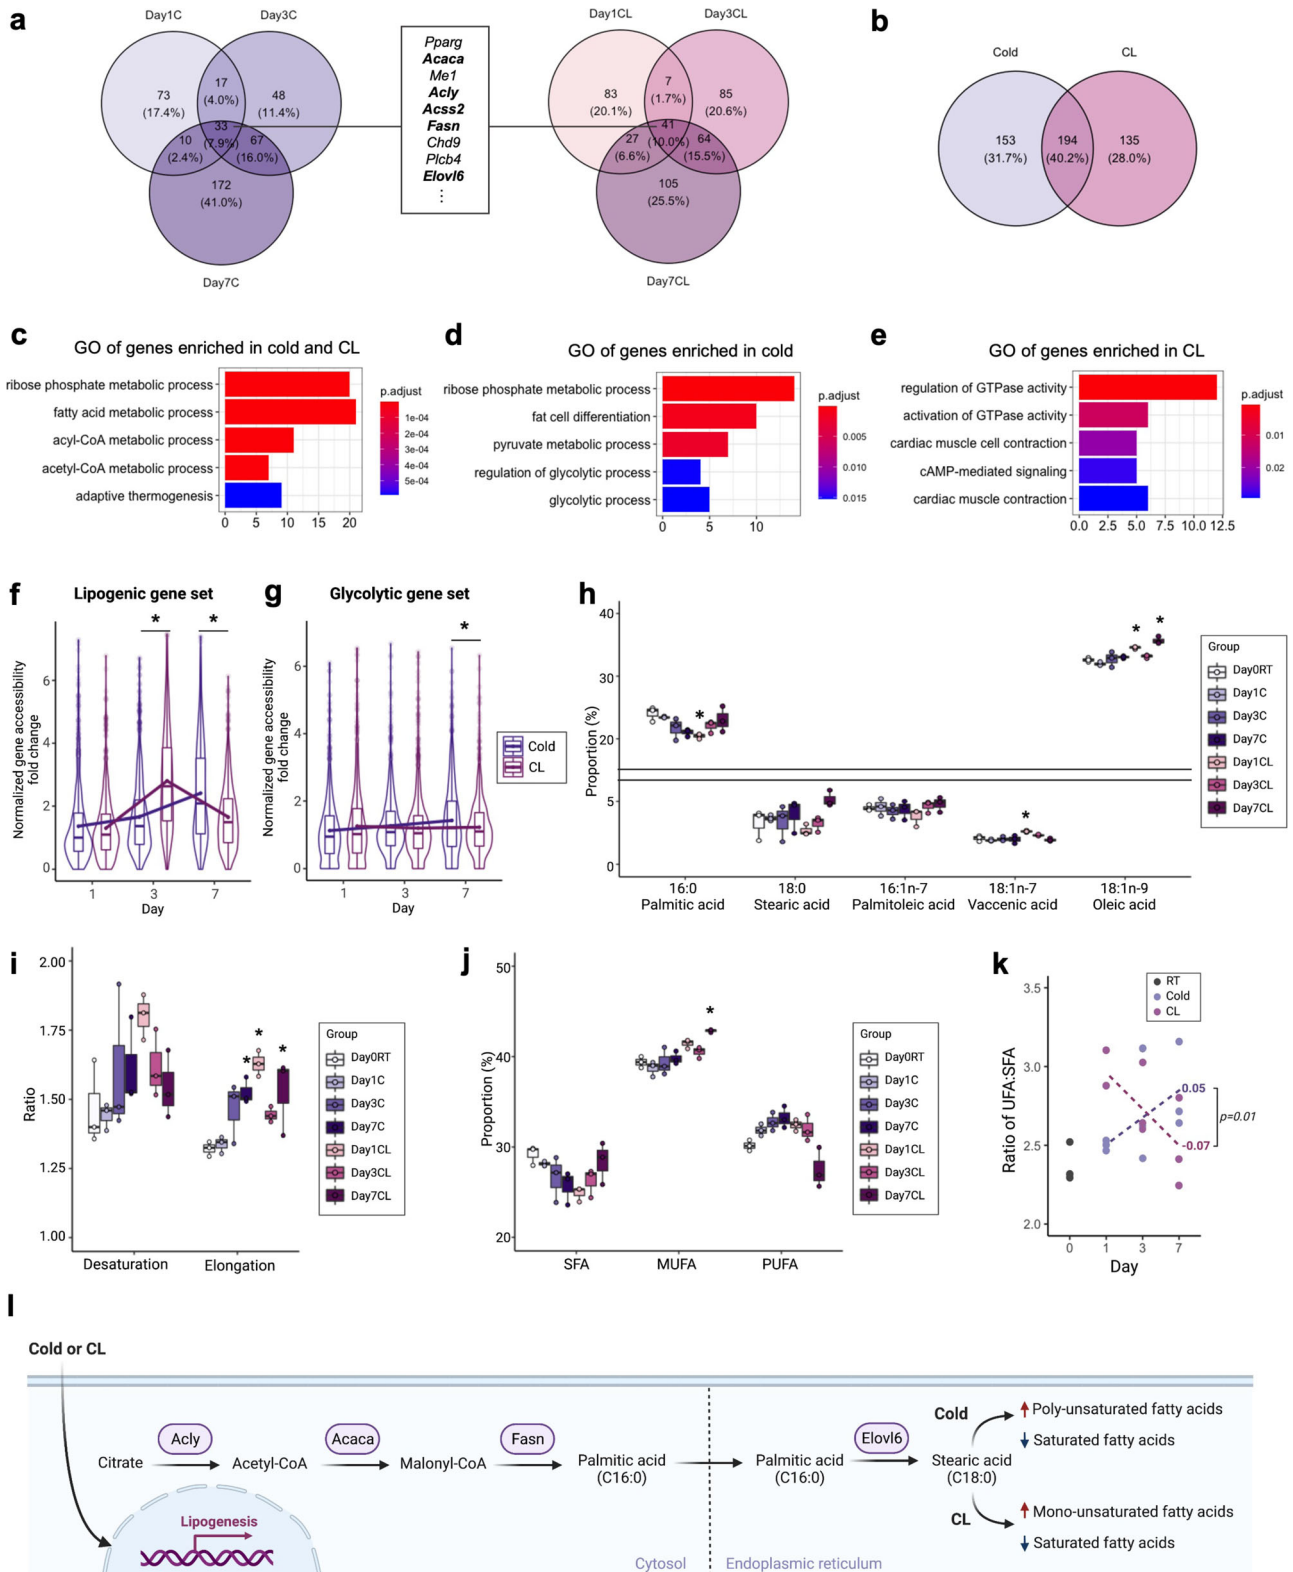 a
Day1C
Day3C
73
(17.4%)
17
(4.0%)
48
(11.4%)
33
(7.9%)
10
(2.4%)
67
(16.0%)
172
(41.0%)
Day7C
Pparg
Acaca
Me1
Acly
Acss2
Fasn
Chd9
Plcb4
Elovl6
⋮
Day1CL
Day3CL
83
(20.1%)
7
(1.7%)
85
(20.6%)
41
(10.0%)
27
(6.6%)
64
(15.5%)
105
(25.5%)
Day7CL
b
Cold
CL
153
(31.7%)
194
(40.2%)
135
(28.0%)
c
GO of genes enriched in cold and CL
ribose phosphate metabolic process
fatty acid metabolic process
acyl-CoA metabolic process
acetyl-CoA metabolic process
adaptive thermogenesis
0 5 10 15 20
p.adjust
1e-04
2e-04
3e-04
4e-04
5e-04
d
GO of genes enriched in cold
ribose phosphate metabolic process
fat cell differentiation
pyruvate metabolic process
regulation of glycolytic process
glycolytic process
0 5 10
p.adjust
0.005
0.010
0.015
e
GO of genes enriched in CL
regulation of GTPase activity
activation of GTPase activity
cardiac muscle cell contraction
cAMP-mediated signaling
cardiac muscle contraction
0.0 2.5 5.0 7.5 10.0 12.5
p.adjust
0.01
0.02
f
Lipogenic gene set
Normalized gene accessibility
fold change
6
4
2
0
* *
1 3 7
Day
g
Glycolytic gene set
Normalized gene accessibility
fold change
6
4
2
0
*
1 3 7
Day
Cold
CL
h
Proportion (%)
40
30
20
5
0
* * * *
16:0
Palmitic acid
18:0
Stearic acid
16:1n-7
Palmitoleic acid
18:1n-7
Vaccenic acid
18:1n-9
Oleic acid
Group
Day0RT
Day1C
Day3C
Day7C
Day1CL
Day3CL
Day7CL
i
Ratio
2.00
1.75
1.50
1.25
1.00
* * *
Desaturation
Elongation
Group
Day0RT
Day1C
Day3C
Day7C
Day1CL
Day3CL
Day7CL
j
Proportion (%)
50
40
30
20
*
SFA
MUFA
PUFA
Group
Day0RT
Day1C
Day3C
Day7C
Day1CL
Day3CL
Day7CL
k
Ratio of UFA:SFA
3.5
3.0
2.5
2.0
RT
Cold
CL
0.05
-0.07
p=0.01
0 1 3 7
Day
l
Cold or CL
Citrate
Acly
Acetyl-CoA
Acaca
Malonyl-CoA
Fasn
Palmitic acid
(C16:0)
Palmitic acid
(C16:0)
Elovl6
Stearic acid
(C18:0)
Cold
Poly-unsaturated fatty acids
Saturated fatty acids
CL
Mono-unsaturated fatty acids
Saturated fatty acids
Lipogenesis
Cytosol
Endoplasmic reticulum